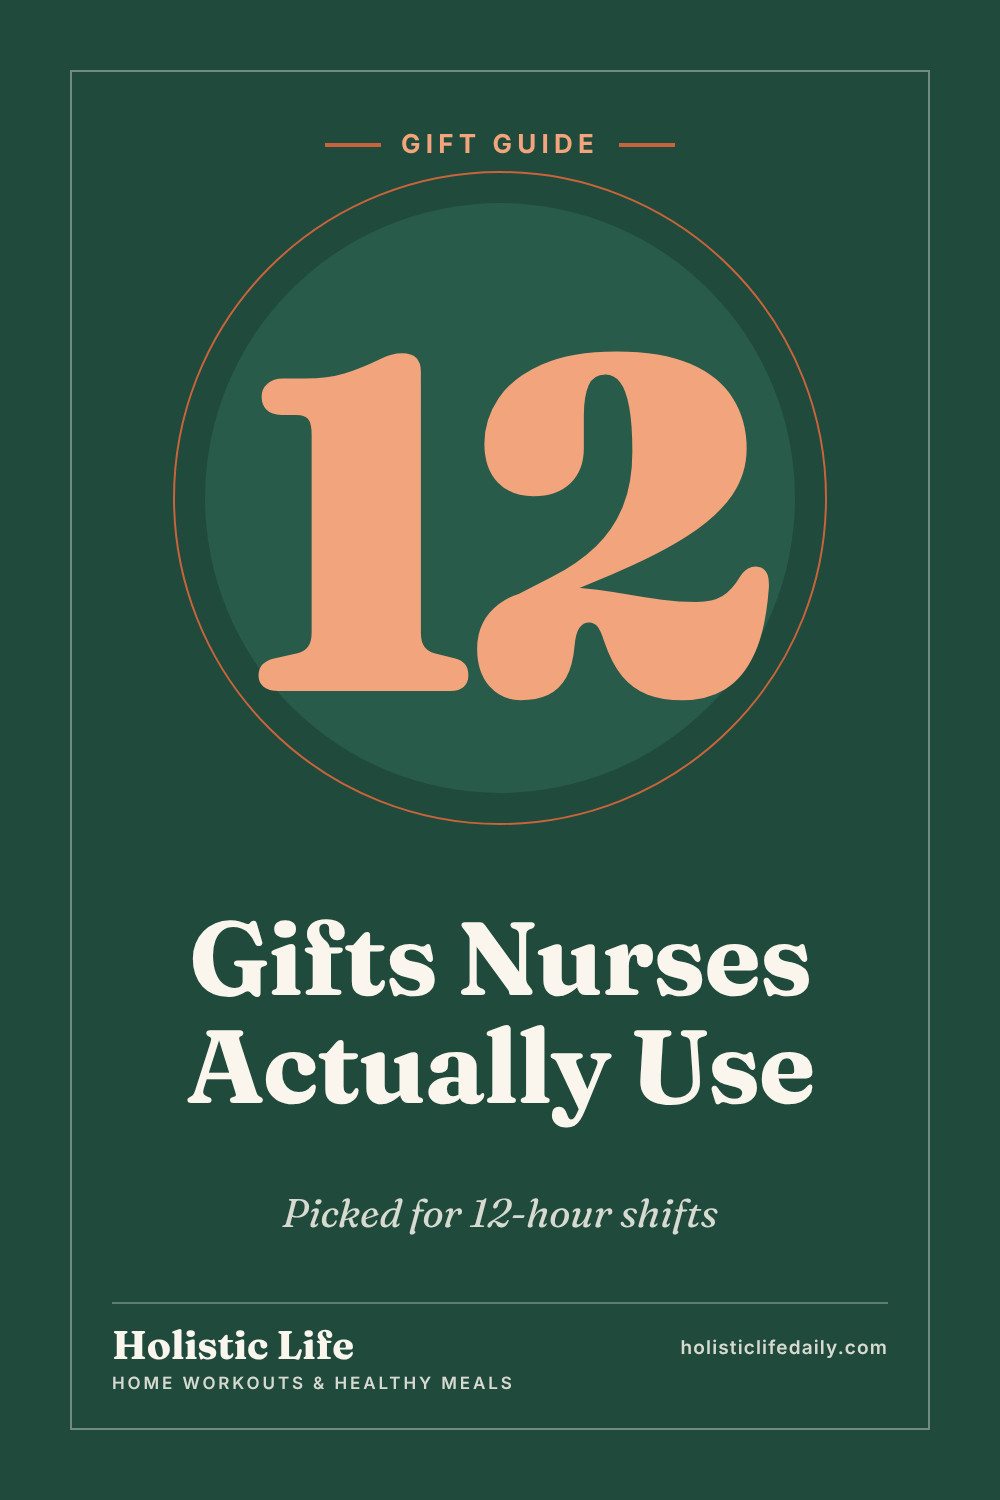 GIFT GUIDE
12
Gifts Nurses
Actually Use
Picked for 12-hour shifts
Holistic Life
holisticlifedaily.com
HOME WORKOUTS & HEALTHY MEALS